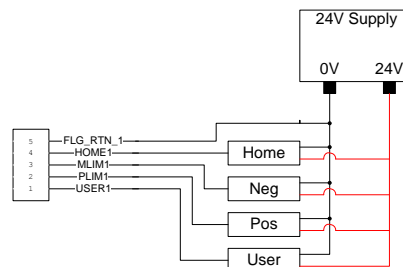 24V Supply
0V 24V
5 FLG_RTN_1
4 HOME1
3 MLIM1
2 PLIM1
1 USER1
Home
Neg
Pos
User